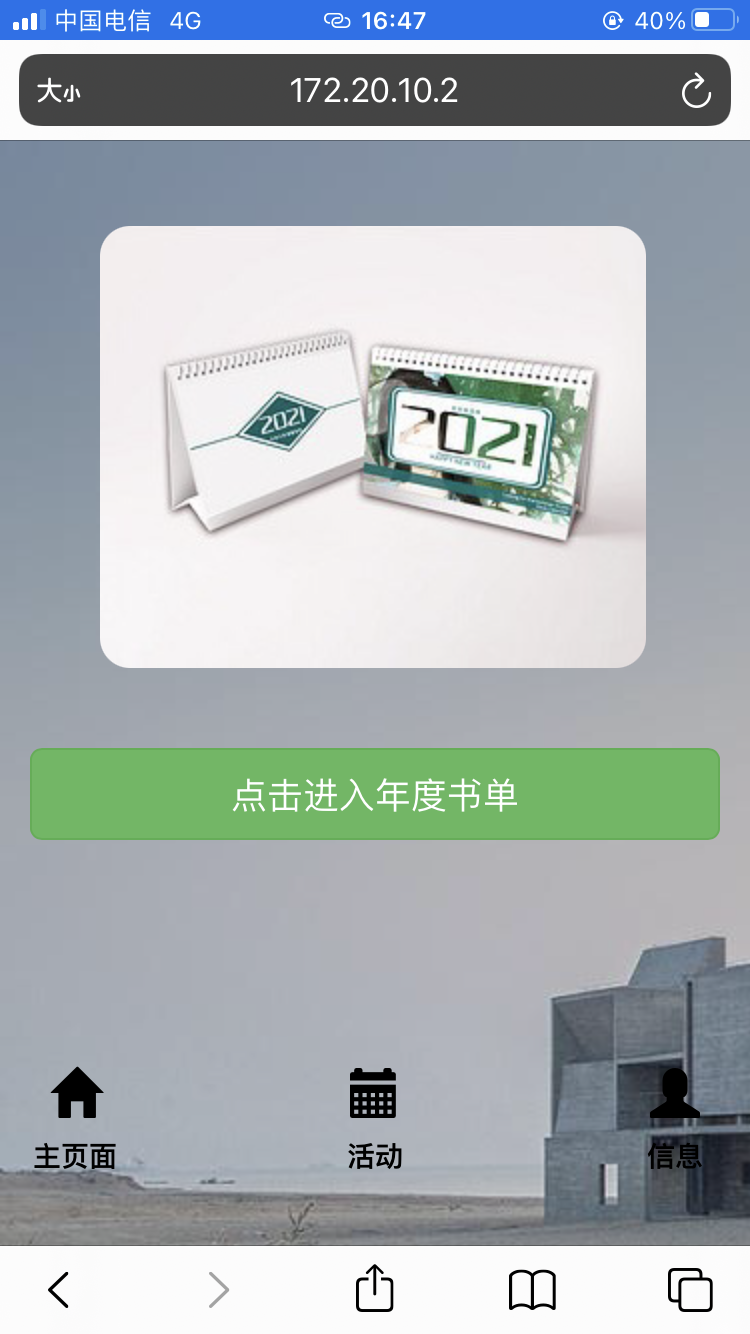 中国电信 4G 16:47 40%
大小 172.20.10.2
2021
2021
HAPPY NEW YEAR
点击进入年度书单
主页面 活动 信息